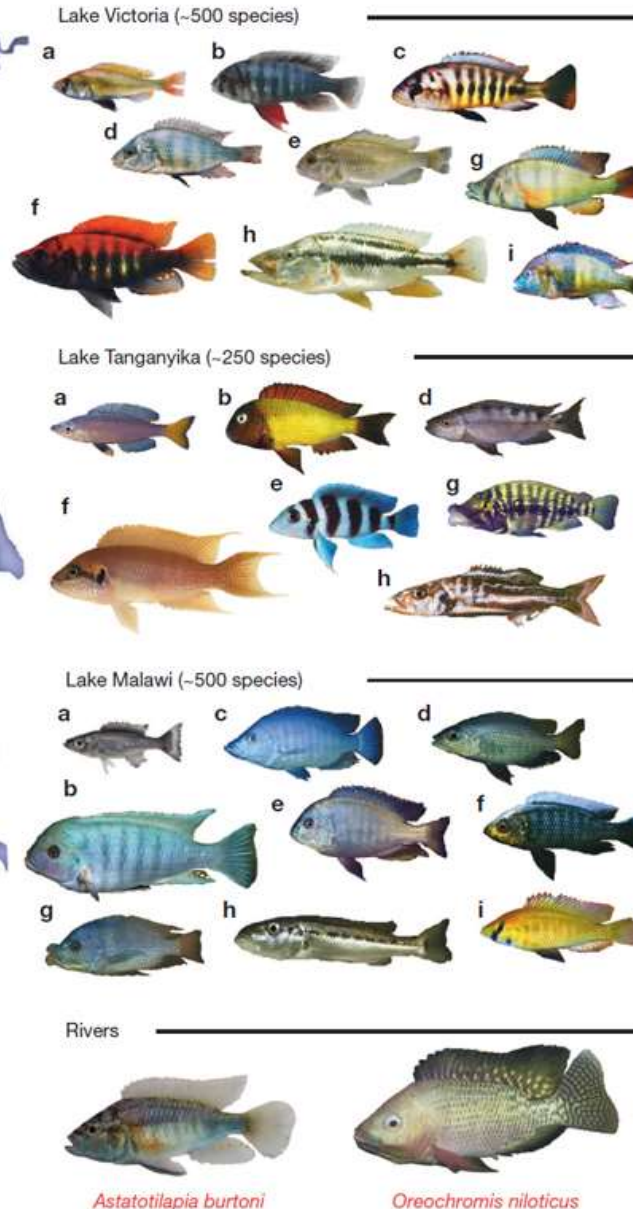 Lake Victoria (~500 species)
a b c
d e g
f h i
Lake Tanganyika (~250 species)
a b d
e g
f h
Lake Malawi (~500 species)
a c d
b e f
g h i
Rivers
Astatotilapia burtoni Oreochromis niloticus